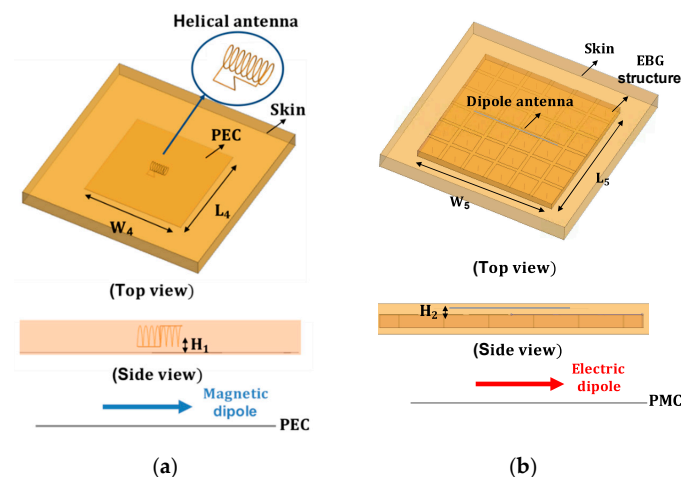 Helical antenna
Skin
PEC
W4
L4
(Top view)
H1
(Side view)
Magnetic
dipole
PEC
(a)
Skin
EBG
structure
Dipole antenna
L5
W5
(Top view)
H2
(Side view)
Electric
dipole
PMC
(b)